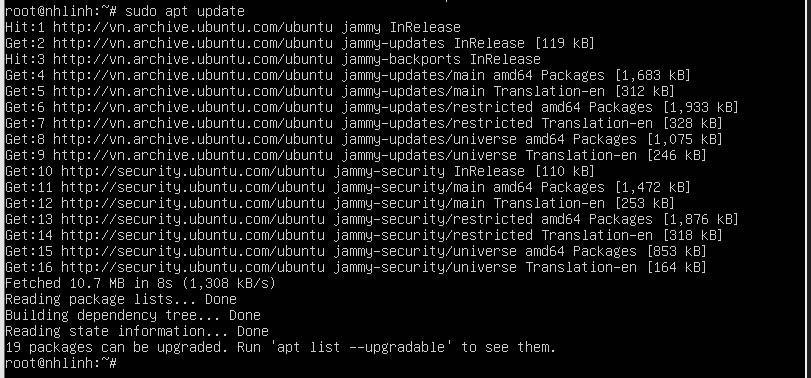 root@nhlinh:~# sudo apt update
Hit:1 http://vn.archive.ubuntu.com/ubuntu jammy InRelease
Get:2 http://vn.archive.ubuntu.com/ubuntu jammy-updates InRelease [119 kB]
Hit:3 http://vn.archive.ubuntu.com/ubuntu jammy-backports InRelease
Get:4 http://vn.archive.ubuntu.com/ubuntu jammy-updates/main amd64 Packages [1,683 kB]
Get:5 http://vn.archive.ubuntu.com/ubuntu jammy-updates/main Translation-en [312 kB]
Get:6 http://vn.archive.ubuntu.com/ubuntu jammy-updates/restricted amd64 Packages [1,933 kB]
Get:7 http://vn.archive.ubuntu.com/ubuntu jammy-updates/restricted Translation-en [328 kB]
Get:8 http://vn.archive.ubuntu.com/ubuntu jammy-updates/universe amd64 Packages [1,075 kB]
Get:9 http://vn.archive.ubuntu.com/ubuntu jammy-updates/universe Translation-en [246 kB]
Get:10 http://security.ubuntu.com/ubuntu jammy-security InRelease [110 kB]
Get:11 http://security.ubuntu.com/ubuntu jammy-security/main amd64 Packages [1,472 kB]
Get:12 http://security.ubuntu.com/ubuntu jammy-security/main Translation-en [253 kB]
Get:13 http://security.ubuntu.com/ubuntu jammy-security/restricted amd64 Packages [1,876 kB]
Get:14 http://security.ubuntu.com/ubuntu jammy-security/restricted Translation-en [318 kB]
Get:15 http://security.ubuntu.com/ubuntu jammy-security/universe amd64 Packages [853 kB]
Get:16 http://security.ubuntu.com/ubuntu jammy-security/universe Translation-en [164 kB]
Fetched 10.7 MB in 8s (1,308 kB/s)
Reading package lists... Done
Building dependency tree... Done
Reading state information... Done
19 packages can be upgraded. Run 'apt list --upgradable' to see them.
root@nhlinh:~#